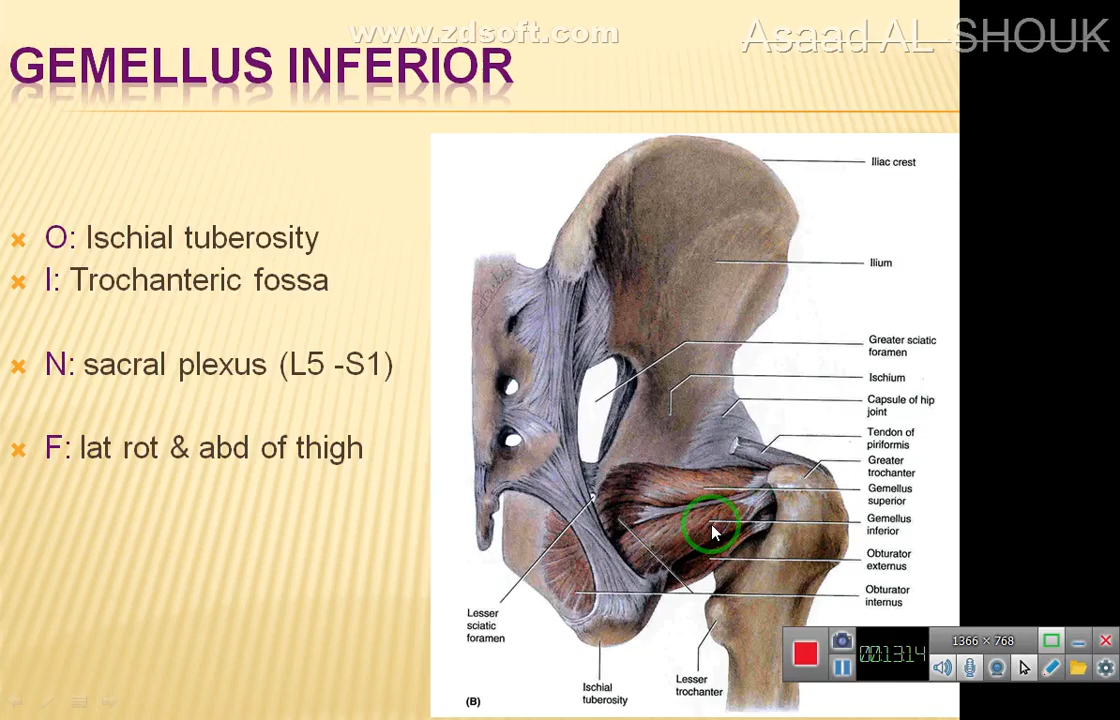 www.zdsoft.com
Asaad AL-SHOUK
GEMELLUS INFERIOR
O: Ischial tuberosity
I: Trochanteric fossa
N: sacral plexus (L5 -S1)
F: lat rot & abd of thigh
Iliac crest
Ilium
Greater sciatic
foramen
Ischium
Capsule of hip
joint
Tendon of
piriformis
Greater
trochanter
Gemellus
superior
Gemellus
inferior
Obturator
externus
Obturator
internus
Lesser
sciatic
foramen
Ischial
tuberosity
Lesser
trochanter
(B)
1366 × 768
00:13:14